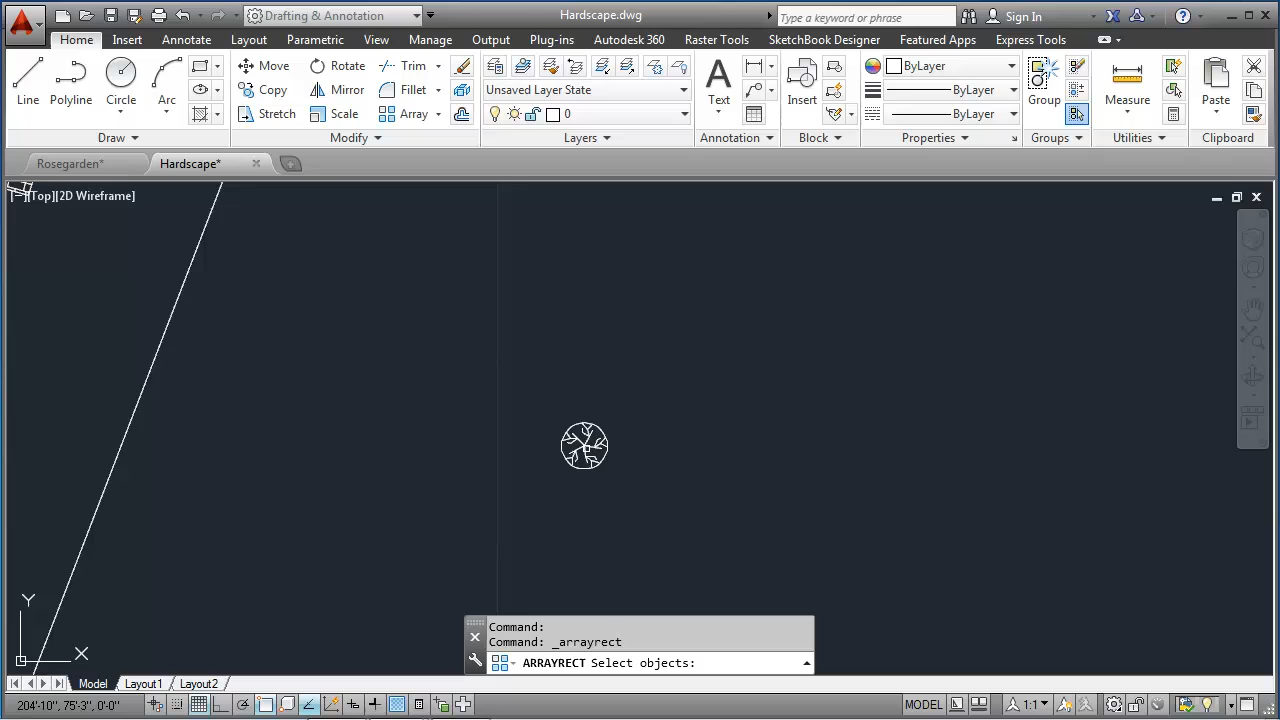 Drafting & Annotation
Hardscape.dwg
Type a keyword or phrase
Sign In
Home Insert Annotate Layout Parametric View Manage Output Plug-ins Autodesk 360 Raster Tools SketchBook Designer Featured Apps Express Tools
Line Polyline Circle Arc
Move Rotate Trim
Copy Mirror Fillet
Stretch Scale Array
Unsaved Layer State
0
Text
Insert
ByLayer
ByLayer
ByLayer
Group
Measure
Paste
Draw Modify Layers Annotation Block Properties Groups Utilities Clipboard
Rosegarden* Hardscape*
[–][Top][2D Wireframe]
Y
X
Command:
Command: _arrayrect
ARRAYRECT Select objects:
Model Layout1 Layout2
204'-10", 75'-3", 0'-0"
MODEL
1:1